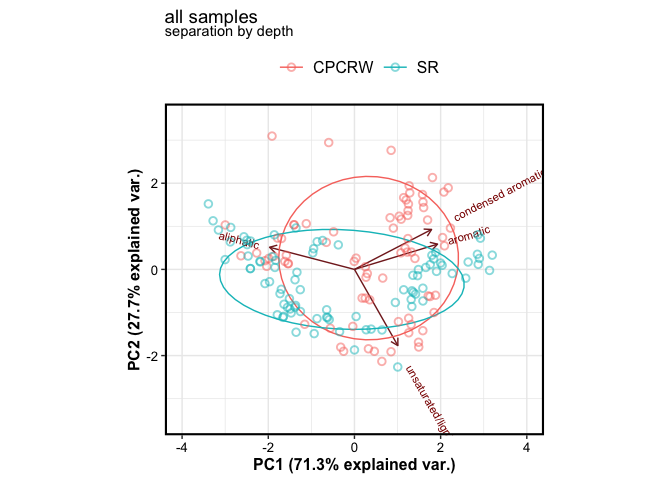 all samples
separation by depth
CPCRW SR
PC2 (27.7% explained var.)
2
0
-2
aliphatic
condensed aromatic
aromatic
unsaturated/lign
-4 -2 0 2 4
PC1 (71.3% explained var.)